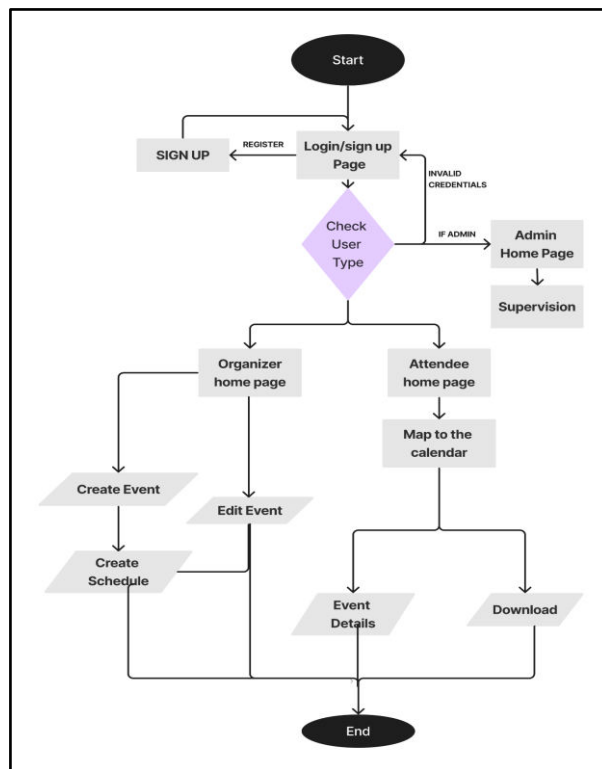 Start
SIGN UP
REGISTER
Login/sign up
Page
INVALID
CREDENTIALS
Check
User
Type
IF ADMIN
Admin
Home Page
Supervision
Organizer
home page
Attendee
home page
Map to the
calendar
Create Event
Edit Event
Create
Schedule
Event
Details
Download
End